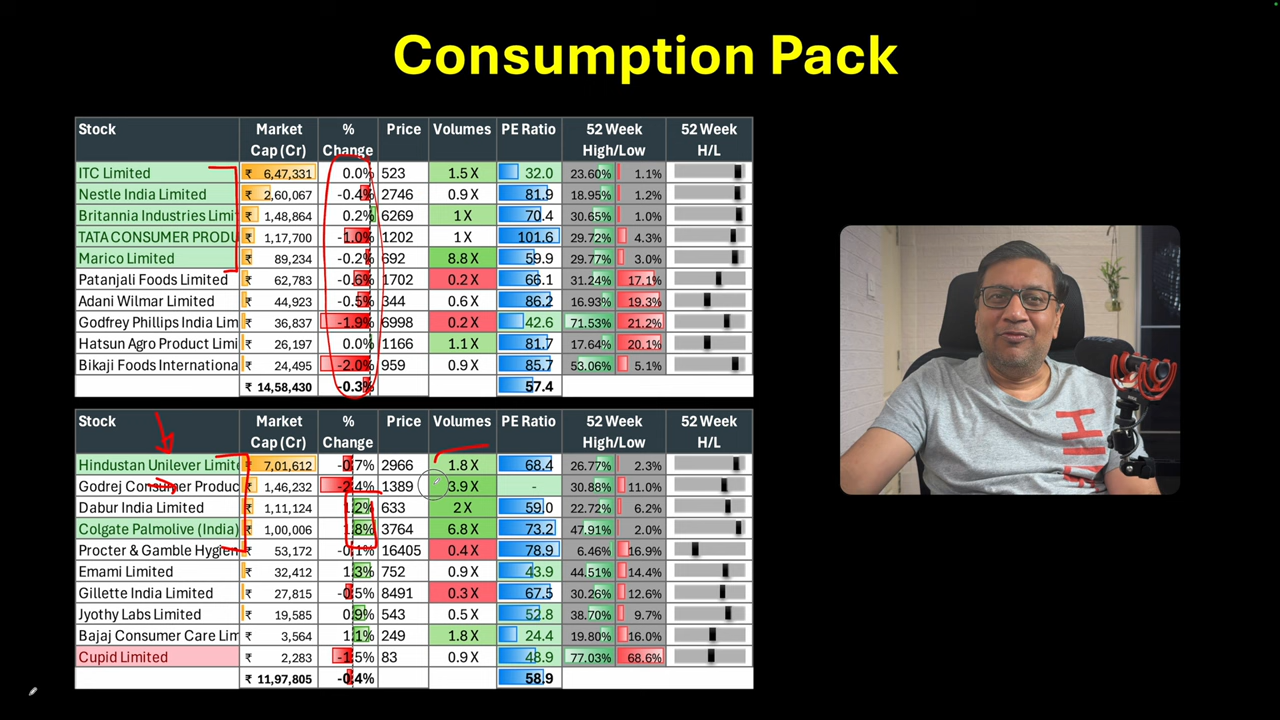 Consumption Pack
Stock Market Cap (Cr) % Change Price Volumes PE Ratio 52 Week High/Low 52 Week H/L
ITC Limited ₹ 6,47,331 0.0% 523 1.5 X 32.0 23.60% 1.1%
Nestle India Limited ₹ 2,60,067 -0.4% 2746 0.9 X 81.9 18.95% 1.2%
Britannia Industries Limi ₹ 1,48,864 0.2% 6269 1 X 70.4 30.65% 1.0%
TATA CONSUMER PRODU ₹ 1,17,700 -1.0% 1202 1 X 101.6 29.72% 4.3%
Marico Limited ₹ 89,234 -0.2% 692 8.8 X 59.9 29.77% 3.0%
Patanjali Foods Limited ₹ 62,783 -0.6% 1702 0.2 X 66.1 31.24% 17.1%
Adani Wilmar Limited ₹ 44,923 -0.5% 344 0.6 X 86.2 16.93% 19.3%
Godfrey Phillips India Lim ₹ 36,837 -1.9% 6998 0.2 X 42.6 71.53% 21.2%
Hatsun Agro Product Limi ₹ 26,197 0.0% 1166 1.1 X 81.7 17.64% 20.1%
Bikaji Foods Internationa ₹ 24,495 -2.0% 959 0.9 X 85.7 53.06% 5.1%
₹ 14,58,430 -0.3% 57.4
Stock Market Cap (Cr) % Change Price Volumes PE Ratio 52 Week High/Low 52 Week H/L
Hindustan Unilever Limite ₹ 7,01,612 -0.7% 2966 1.8 X 68.4 26.77% 2.3%
Godrej Consumer Produc ₹ 1,46,232 -2.4% 1389 3.9 X - 30.88% 11.0%
Dabur India Limited ₹ 1,11,124 1.2% 633 2 X 59.0 22.72% 6.2%
Colgate Palmolive (India) ₹ 1,00,006 1.8% 3764 6.8 X 73.2 47.91% 2.0%
Procter & Gamble Hygien ₹ 53,172 -0.1% 16405 0.4 X 78.9 6.46% 16.9%
Emami Limited ₹ 32,412 1.3% 752 0.9 X 43.9 44.51% 14.4%
Gillette India Limited ₹ 27,815 -0.5% 8491 0.3 X 67.5 30.26% 12.6%
Jyothy Labs Limited ₹ 19,585 0.9% 543 0.5 X 52.8 38.70% 9.7%
Bajaj Consumer Care Lim ₹ 3,564 1.1% 249 1.8 X 24.4 19.80% 16.0%
Cupid Limited ₹ 2,283 -1.5% 83 0.9 X 48.9 77.03% 68.6%
₹ 11,97,805 -0.4% 58.9